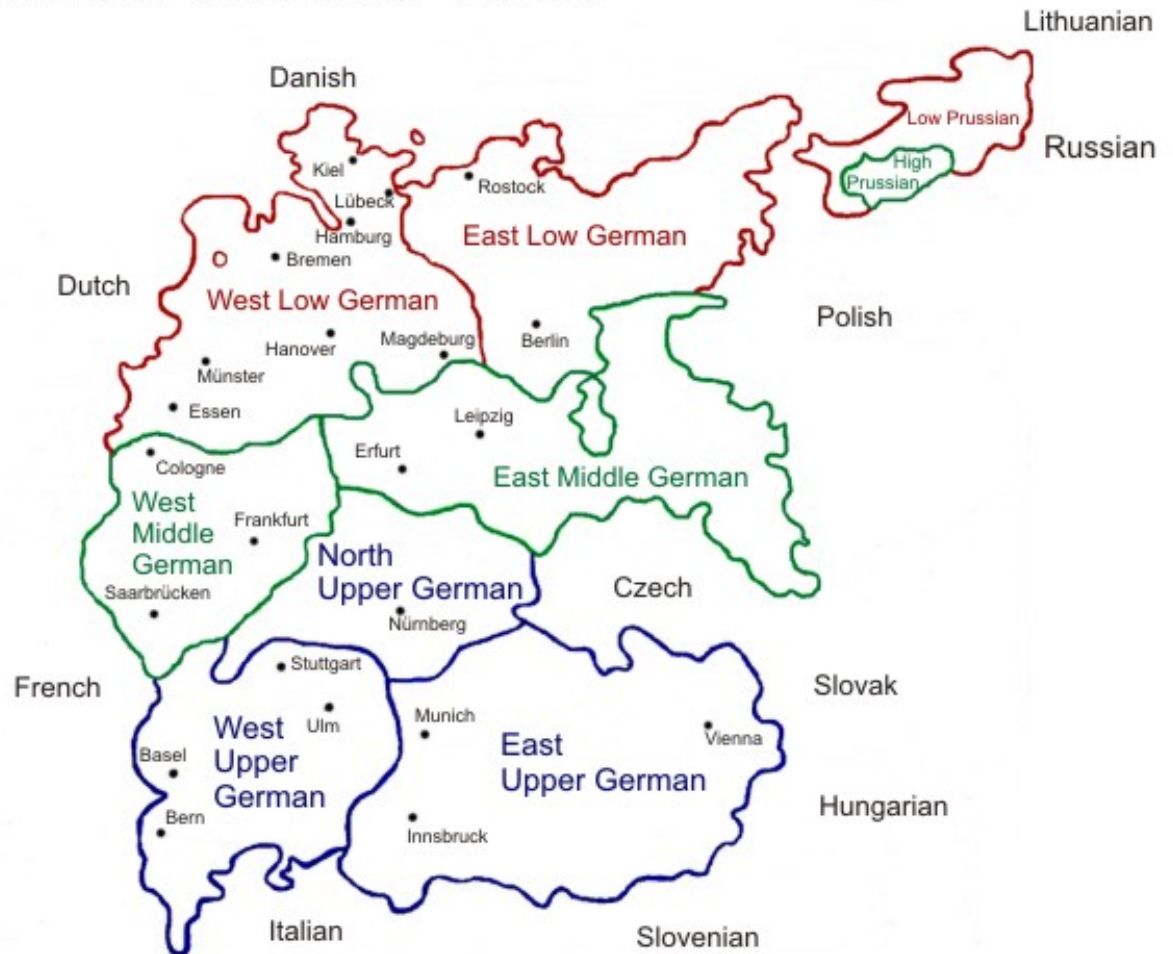 Lithuanian
Danish
Low Prussian
Russian
High
Prussian
Kiel
Rostock
Lübeck
Hamburg
East Low German
Bremen
Dutch
West Low German
Polish
Hanover
Magdeburg
Berlin
Münster
Essen
Leipzig
Erfurt
Cologne
East Middle German
West
Middle
German
Frankfurt
North
Upper German
Czech
Saarbrücken
Nürnberg
French
Stuttgart
Slovak
Ulm
Munich
West
Upper
German
East
Upper German
Vienna
Basel
Hungarian
Bern
Innsbruck
Italian
Slovenian